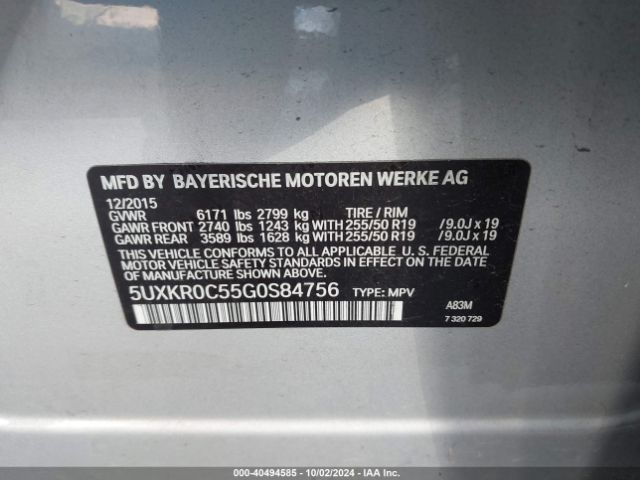 MFD BY BAYERISCHE MOTOREN WERKE AG
12/2015
GVWR 6171 lbs 2799 kg TIRE / RIM
GAWR FRONT 2740 lbs 1243 kg WITH 255/50 R19 /9.0J x 19
GAWR REAR 3589 lbs 1628 kg WITH 255/50 R19 /9.0J x 19
THIS VEHICLE CONFORMS TO ALL APPLICABLE U. S. FEDERAL
MOTOR VEHICLE SAFETY STANDARDS IN EFFECT ON
THE DATE OF MANUFACTURE SHOWN ABOVE.
5UXKR0C55G0S84756 TYPE: MPV
A83M
7 320 729
000-40494585 - 10/02/2024 - IAA Inc.